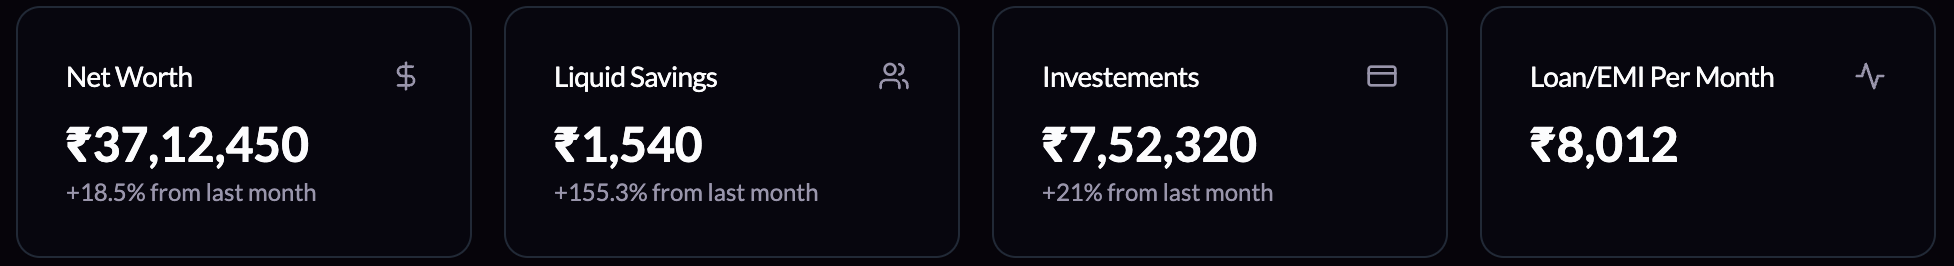 Net Worth
₹37,12,450
+18.5% from last month
Liquid Savings
₹1,540
+155.3% from last month
Investements
₹7,52,320
+21% from last month
Loan/EMI Per Month
₹8,012